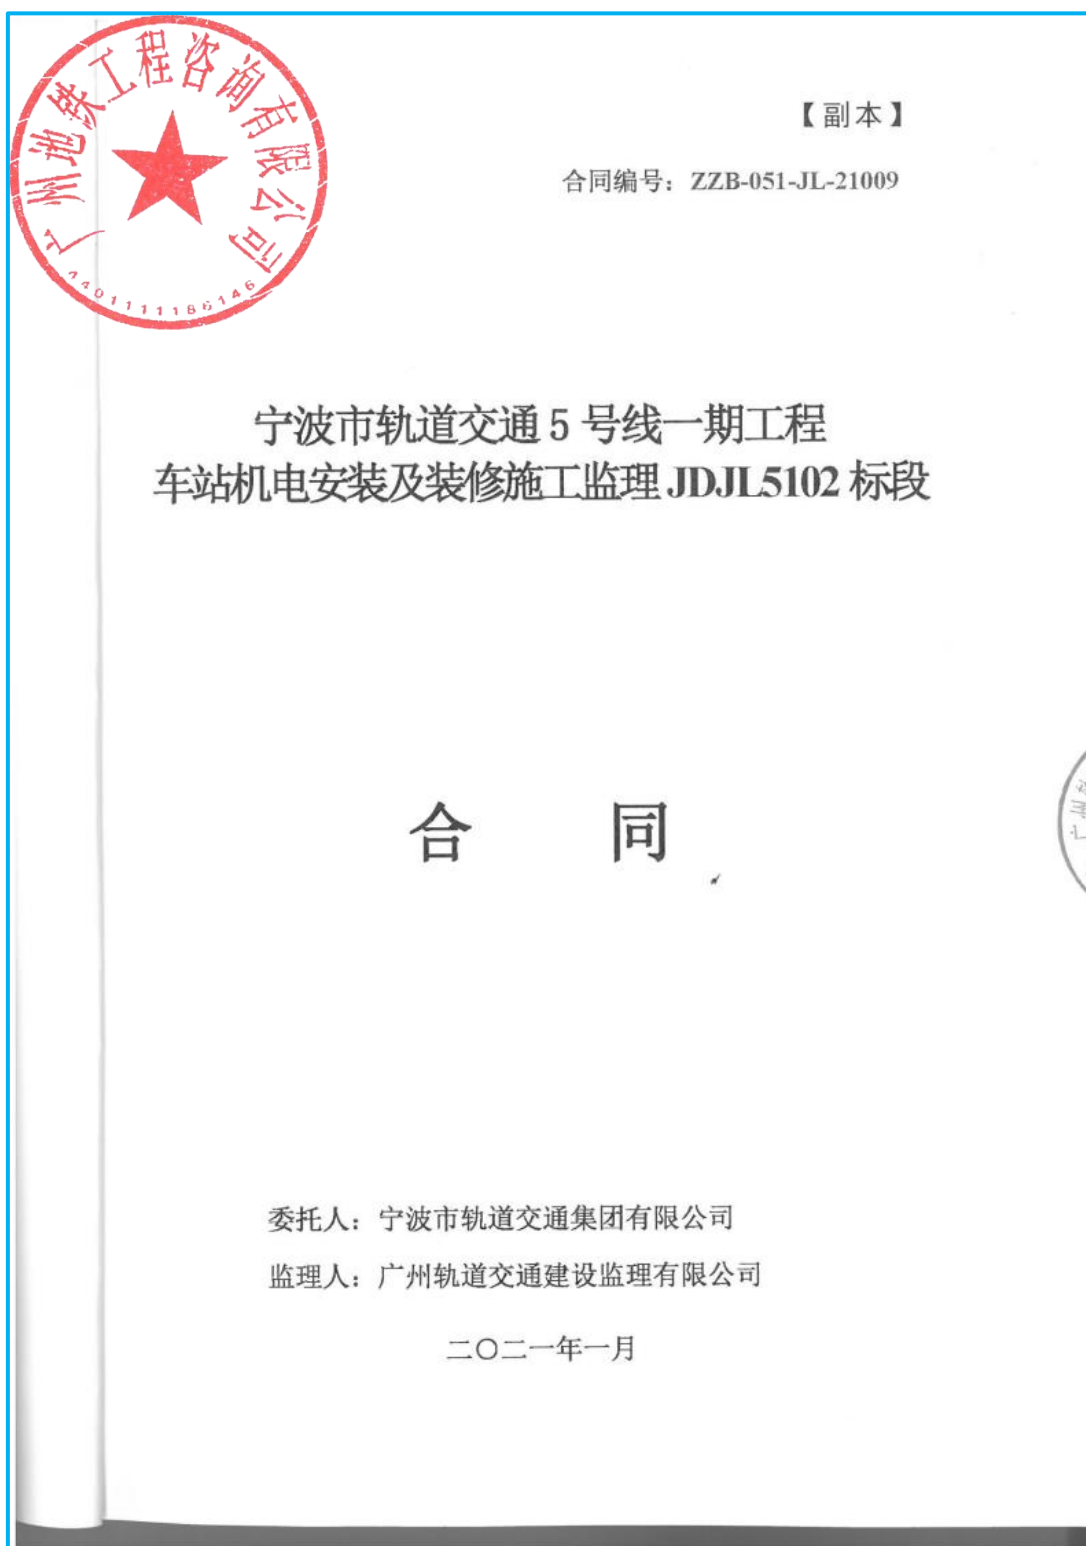 广州地铁工程咨询有限公司
【副本】
合同编号：ZZB-051-JL-21009
宁波市轨道交通5号线一期工程
车站机电安装及装修施工监理JDJL5102标段
合 同
委托人：宁波市轨道交通集团有限公司
监理人：广州轨道交通建设监理有限公司
二〇二一年一月